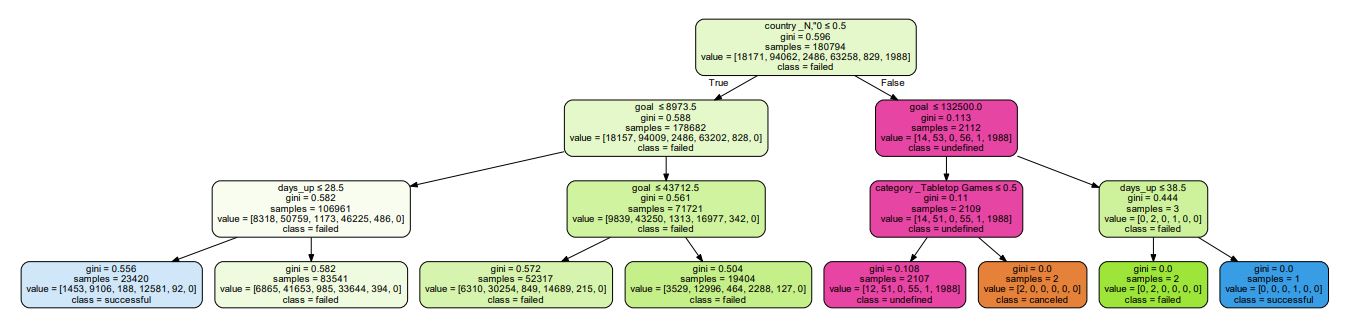 country _N,"0 ≤ 0.5
gini = 0.596
samples = 180794
value = [18171, 94062, 2486, 63258, 829, 1988]
class = failed
True
False
goal ≤ 8973.5
gini = 0.588
samples = 178682
value = [18157, 94009, 2486, 63202, 828, 0]
class = failed
goal ≤ 132500.0
gini = 0.113
samples = 2112
value = [14, 53, 0, 56, 1, 1988]
class = undefined
days_up ≤ 28.5
gini = 0.582
samples = 106961
value = [8318, 50759, 1173, 46225, 486, 0]
class = failed
goal ≤ 43712.5
gini = 0.561
samples = 71721
value = [9839, 43250, 1313, 16977, 342, 0]
class = failed
category _Tabletop Games ≤ 0.5
gini = 0.11
samples = 2109
value = [14, 51, 0, 55, 1, 1988]
class = undefined
days_up ≤ 38.5
gini = 0.444
samples = 3
value = [0, 2, 0, 1, 0, 0]
class = failed
gini = 0.556
samples = 23420
value = [1453, 9106, 188, 12581, 92, 0]
class = successful
gini = 0.582
samples = 83541
value = [6865, 41653, 985, 33644, 394, 0]
class = failed
gini = 0.572
samples = 52317
value = [6310, 30254, 849, 14689, 215, 0]
class = failed
gini = 0.504
samples = 19404
value = [3529, 12996, 464, 2288, 127, 0]
class = failed
gini = 0.108
samples = 2107
value = [12, 51, 0, 55, 1, 1988]
class = undefined
gini = 0.0
samples = 2
value = [2, 0, 0, 0, 0, 0]
class = canceled
gini = 0.0
samples = 2
value = [0, 2, 0, 0, 0, 0]
class = failed
gini = 0.0
samples = 1
value = [0, 0, 0, 1, 0, 0]
class = successful